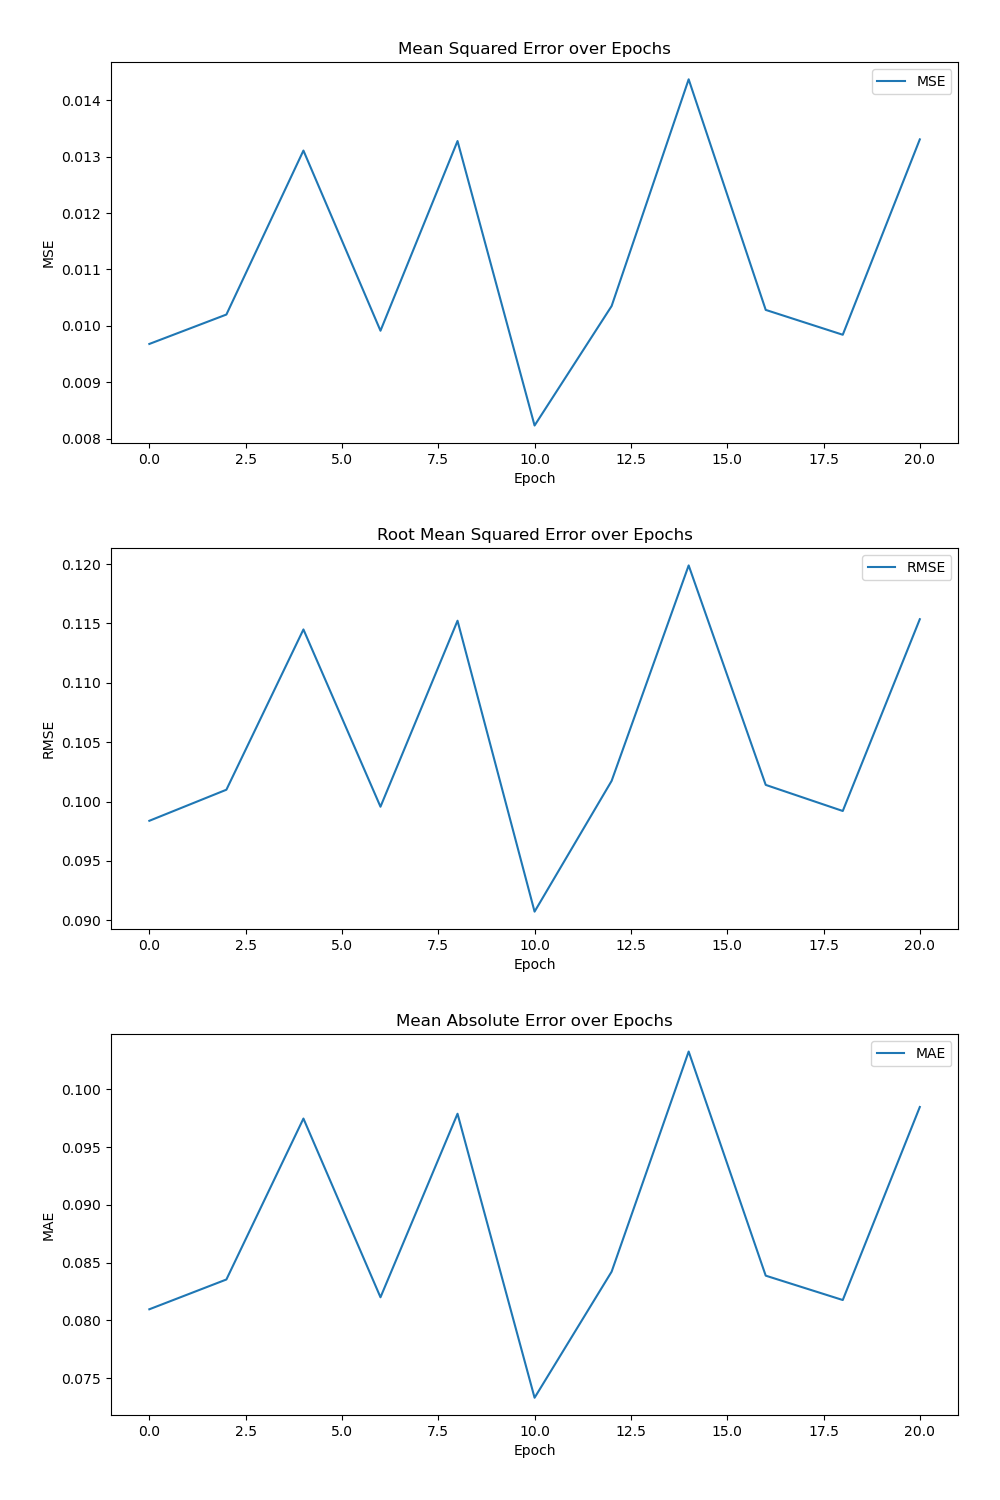 Mean Squared Error over Epochs
MSE
0.014
0.013
0.012
0.011
0.010
0.009
0.008
MSE
0.0 2.5 5.0 7.5 10.0 12.5 15.0 17.5 20.0
Epoch
Root Mean Squared Error over Epochs
RMSE
0.120
0.115
0.110
0.105
0.100
0.095
0.090
RMSE
0.0 2.5 5.0 7.5 10.0 12.5 15.0 17.5 20.0
Epoch
Mean Absolute Error over Epochs
MAE
0.100
0.095
0.090
0.085
0.080
0.075
MAE
0.0 2.5 5.0 7.5 10.0 12.5 15.0 17.5 20.0
Epoch